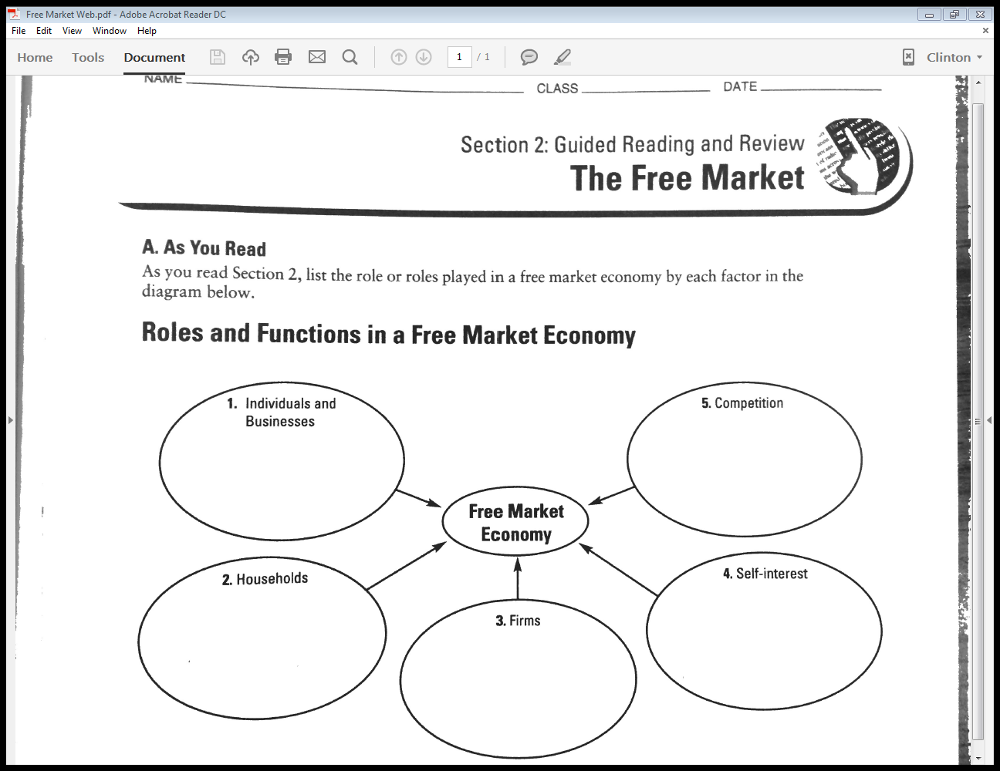 Free Market Web.pdf - Adobe Acrobat Reader DC
File Edit View Window Help
Home Tools Document 1 / 1 Clinton
NAME CLASS DATE
Section 2: Guided Reading and Review
The Free Market
A. As You Read
As you read Section 2, list the role or roles played in a free market economy by each factor in the
diagram below.
Roles and Functions in a Free Market Economy
1. Individuals and
Businesses
5. Competition
Free Market
Economy
2. Households
4. Self-interest
3. Firms